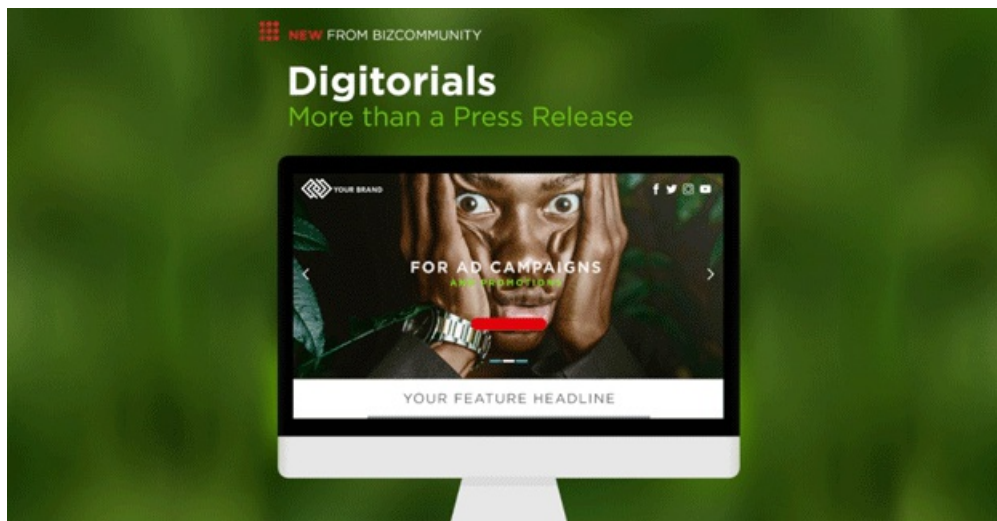 NEW FROM BIZCOMMUNITY
Digitorials
More than a Press Release
YOUR BRAND
FOR AD CAMPAIGNS
AND PROMOTIONS
YOUR FEATURE HEADLINE